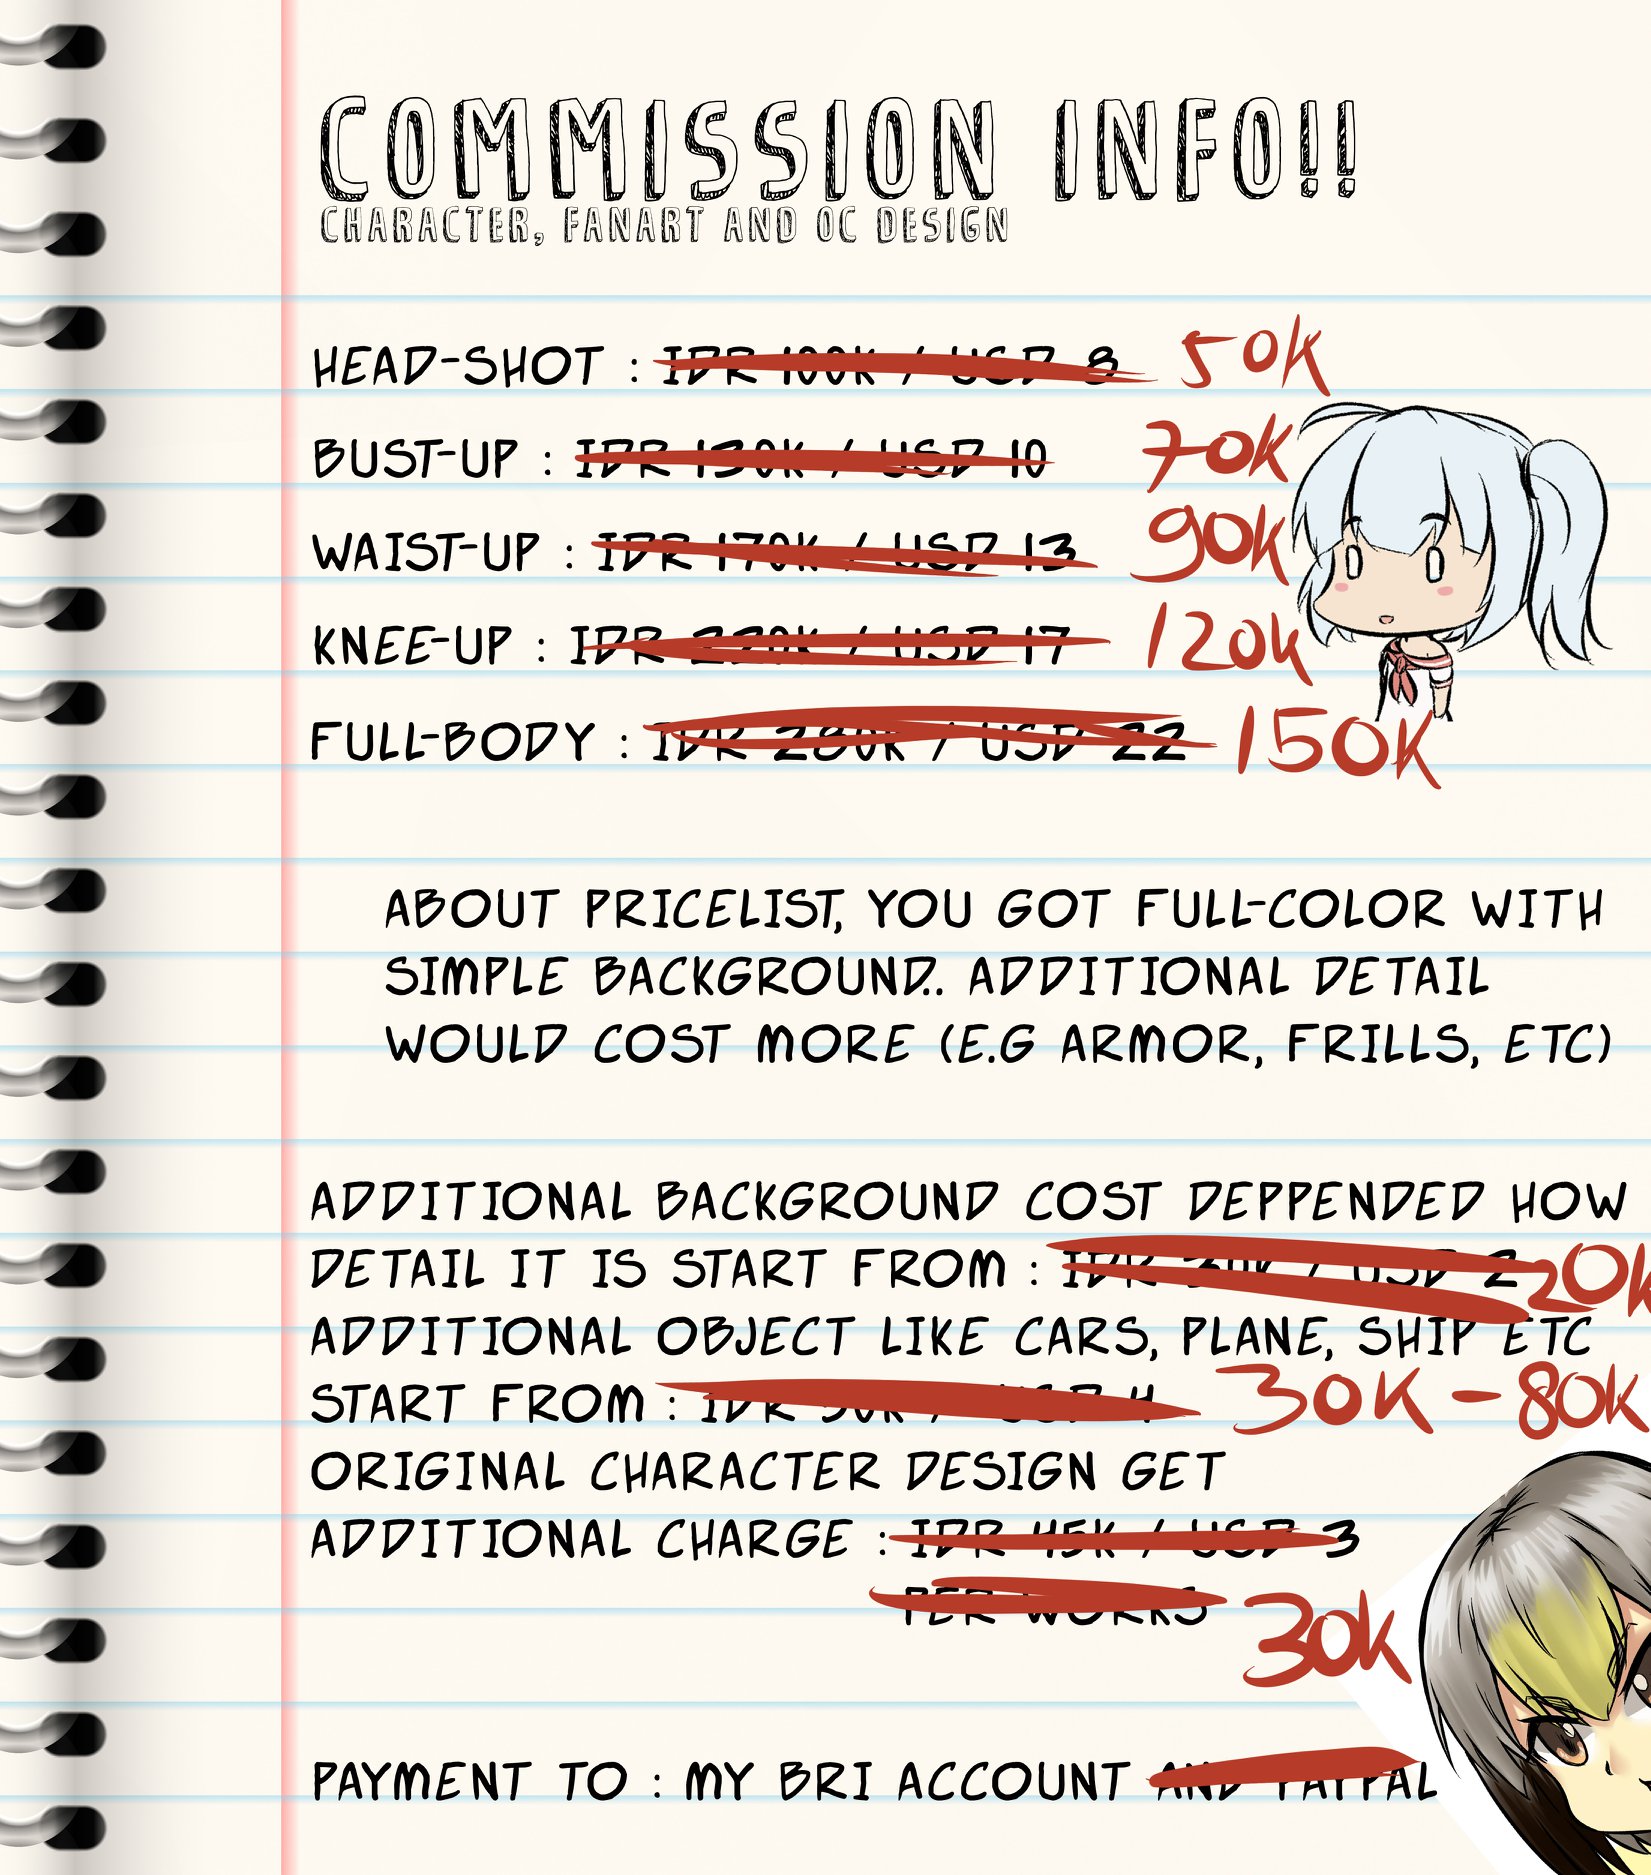 COMMISSION INFO!!
CHARACTER, FANART AND OC DESIGN
HEAD-SHOT : IDR 100K / USD 8 50K
BUST-UP : IDR 130K / USD 10 70K
WAIST-UP : IDR 170K / USD 13 90K
KNEE-UP : IDR 220K / USD 17 120K
FULL-BODY : IDR 280K / USD 22 150K
ABOUT PRICELIST, YOU GOT FULL-COLOR WITH
SIMPLE BACKGROUND.. ADDITIONAL DETAIL
WOULD COST MORE (E.G ARMOR, FRILLS, ETC)
ADDITIONAL BACKGROUND COST DEPPENDED HOW
DETAIL IT IS START FROM : IDR 30K / USD 2 20K
ADDITIONAL OBJECT LIKE CARS, PLANE, SHIP ETC
START FROM : IDR 50K / USD 4 30K - 80K
ORIGINAL CHARACTER DESIGN GET
ADDITIONAL CHARGE : IDR 45K / USD 3
PER WORKS 30K
PAYMENT TO : MY BRI ACCOUNT AND PAYPAL